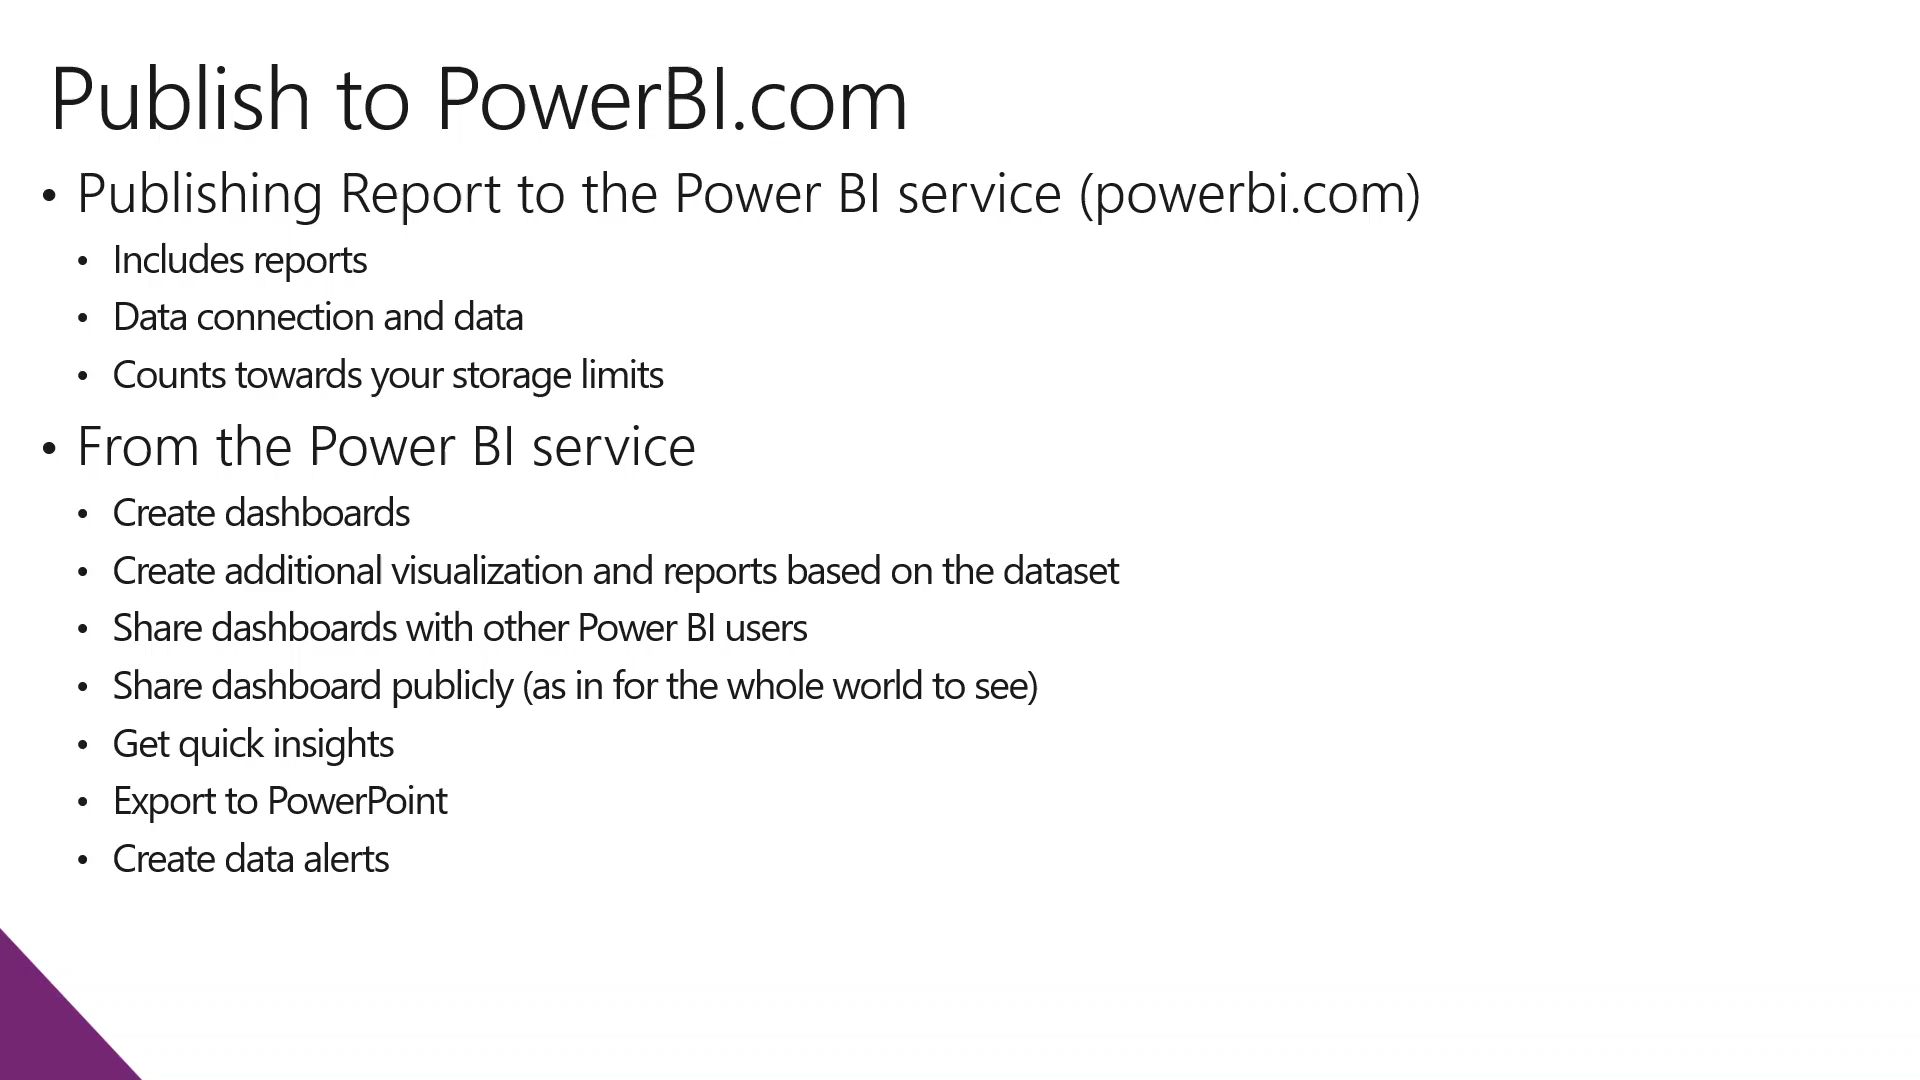 Publish to PowerBI.com
• Publishing Report to the Power BI service (powerbi.com)
• Includes reports
• Data connection and data
• Counts towards your storage limits
• From the Power BI service
• Create dashboards
• Create additional visualization and reports based on the dataset
• Share dashboards with other Power BI users
• Share dashboard publicly (as in for the whole world to see)
• Get quick insights
• Export to PowerPoint
• Create data alerts